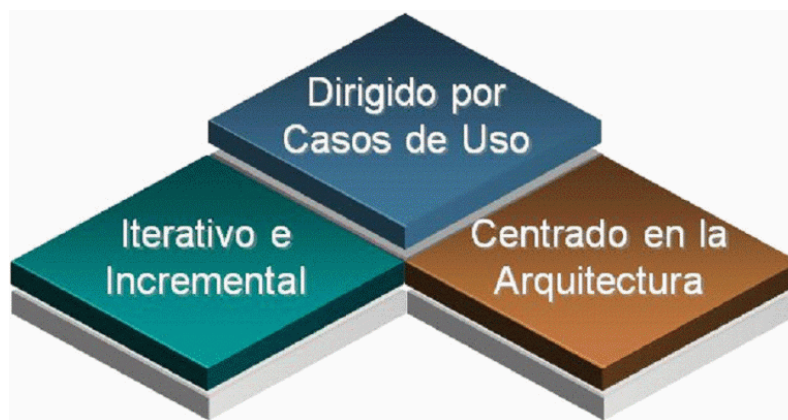 Dirigido por
Casos de Uso
Iterativo e
Incremental
Centrado en la
Arquitectura